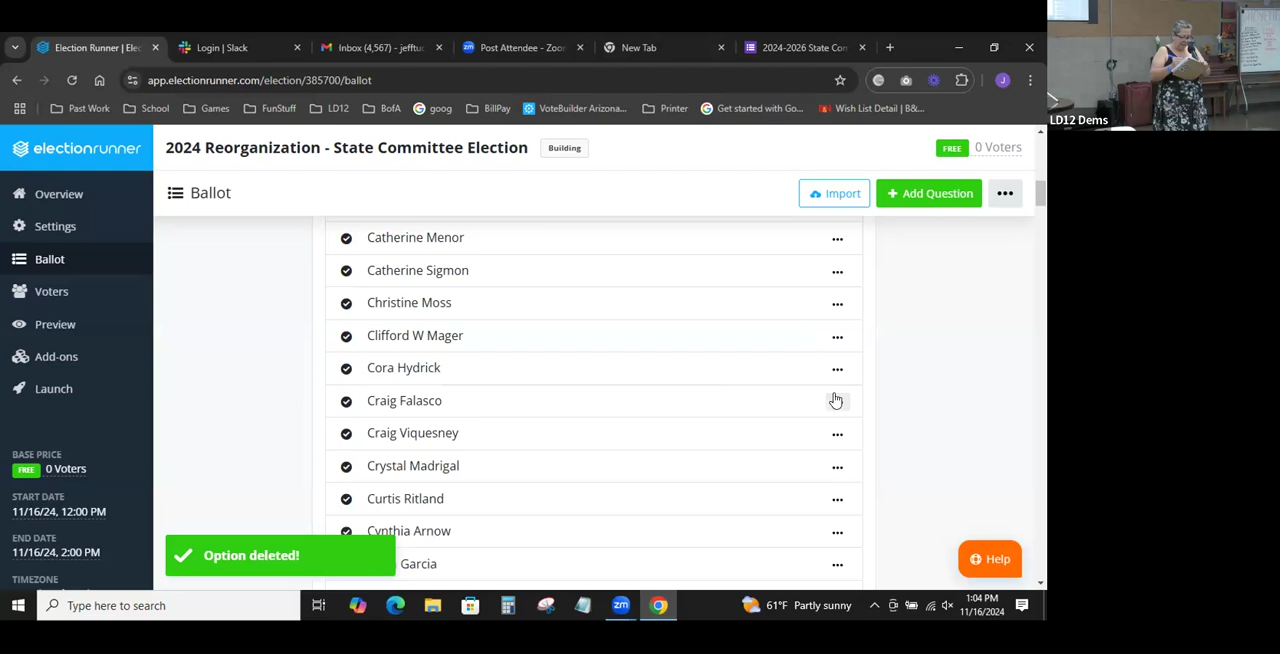 Election Runner | Elec
Login | Slack
Inbox (4,567) - jefftuc
Post Attendee - Zoo
New Tab
2024-2026 State Com
app.electionrunner.com/election/385700/ballot
J
Past Work
School
Games
FunStuff
LD12
BofA
goog
BillPay
VoteBuilder Arizona...
Printer
Get started with Go...
Wish List Detail | B&...
LD12 Dems
electionrunner
2024 Reorganization - State Committee Election
Building
FREE
0 Voters
Overview
Settings
Ballot
Voters
Preview
Add-ons
Launch
BASE PRICE
FREE 0 Voters
START DATE
11/16/24, 12:00 PM
END DATE
11/16/24, 2:00 PM
TIMEZONE
Ballot
Import
+ Add Question
Catherine Menor
Catherine Sigmon
Christine Moss
Clifford W Mager
Cora Hydrick
Craig Falasco
Craig Viquesney
Crystal Madrigal
Curtis Ritland
Cynthia Arnow
Garcia
Option deleted!
Help
Type here to search
zm
61°F Partly sunny
1:04 PM
11/16/2024